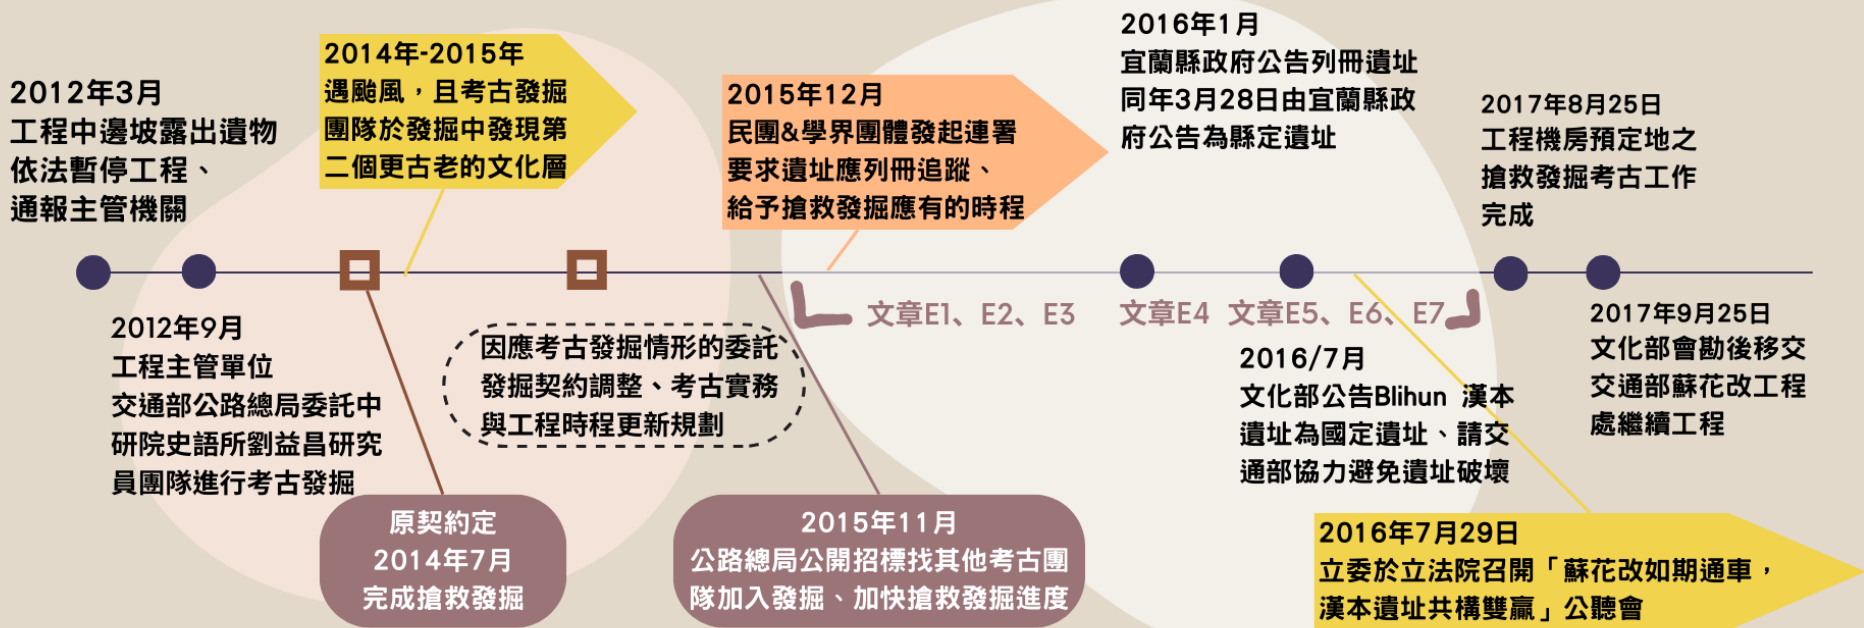 2012年3月
工程中邊坡露出遺物
依法暫停工程、
通報主管機關
2014年-2015年
遇颱風，且考古發掘
團隊於發掘中發現第
二個更古老的文化層
2015年12月
民團&學界團體發起連署
要求遺址應列冊追蹤、
給予搶救發掘應有的時程
2016年1月
宜蘭縣政府公告列冊遺址
同年3月28日由宜蘭縣政
府公告為縣定遺址
2017年8月25日
工程機房預定地之
搶救發掘考古工作
完成
文章E1、E2、E3
文章E4
文章E5、E6、E7
2012年9月
工程主管單位
交通部公路總局委託中
研院史語所劉益昌研究
員團隊進行考古發掘
因應考古發掘情形的委託
發掘契約調整、考古實務
與工程時程更新規劃
2016/7月
文化部公告Blihun 漢本
遺址為國定遺址、請交
通部協力避免遺址破壞
2017年9月25日
文化部會勘後移交
交通部蘇花改工程
處繼續工程
原契約定
2014年7月
完成搶救發掘
2015年11月
公路總局公開招標找其他考古團
隊加入發掘、加快搶救發掘進度
2016年7月29日
立委於立法院召開「蘇花改如期通車，
漢本遺址共構雙贏」公聽會